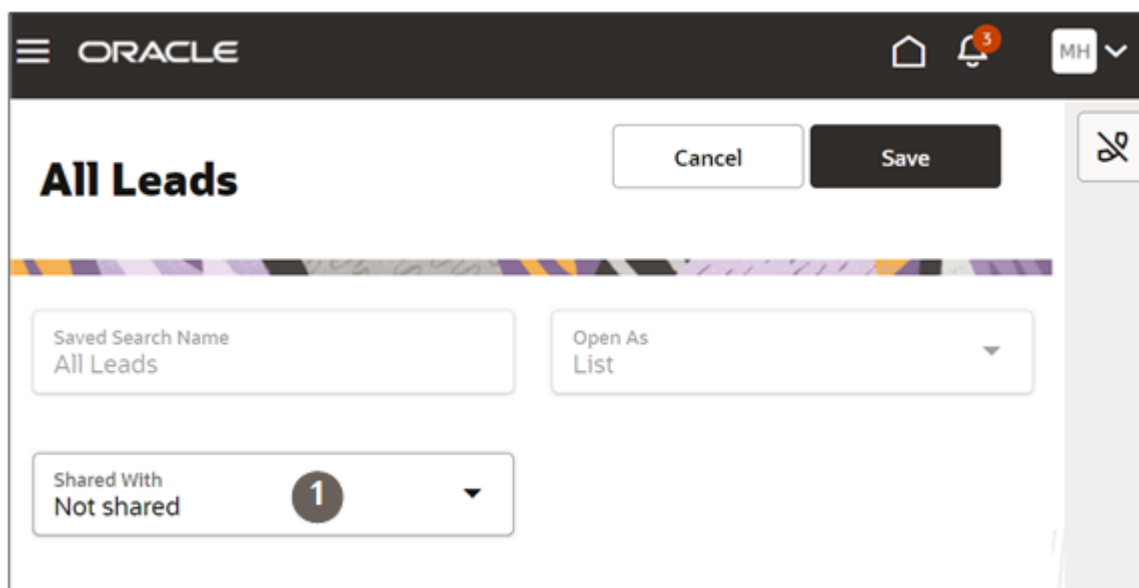 ORACLE
3
MH
All Leads
Cancel
Save
Saved Search Name
All Leads
Open As
List
Shared With
Not shared
1